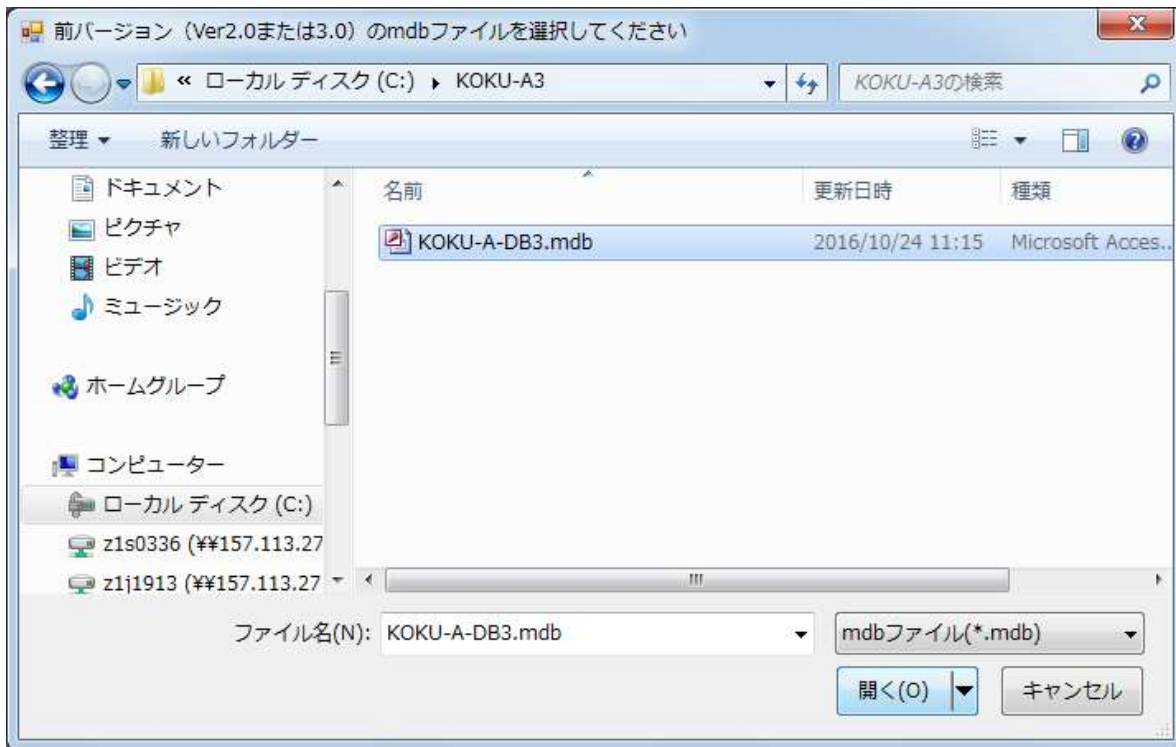 前バージョン（Ver2.0または3.0）のmdbファイルを選択してください
« ローカル ディスク (C:) ▸ KOKU-A3
KOKU-A3の検索
整理 新しいフォルダー
名前 更新日時 種類
KOKU-A-DB3.mdb 2016/10/24 11:15 Microsoft Acces...
ドキュメント
ピクチャ
ビデオ
ミュージック
ホームグループ
コンピューター
ローカル ディスク (C:)
z1s0336 (¥¥157.113.27
z1j1913 (¥¥157.113.27
ファイル名(N): KOKU-A-DB3.mdb mdbファイル(*.mdb)
開く(O) キャンセル